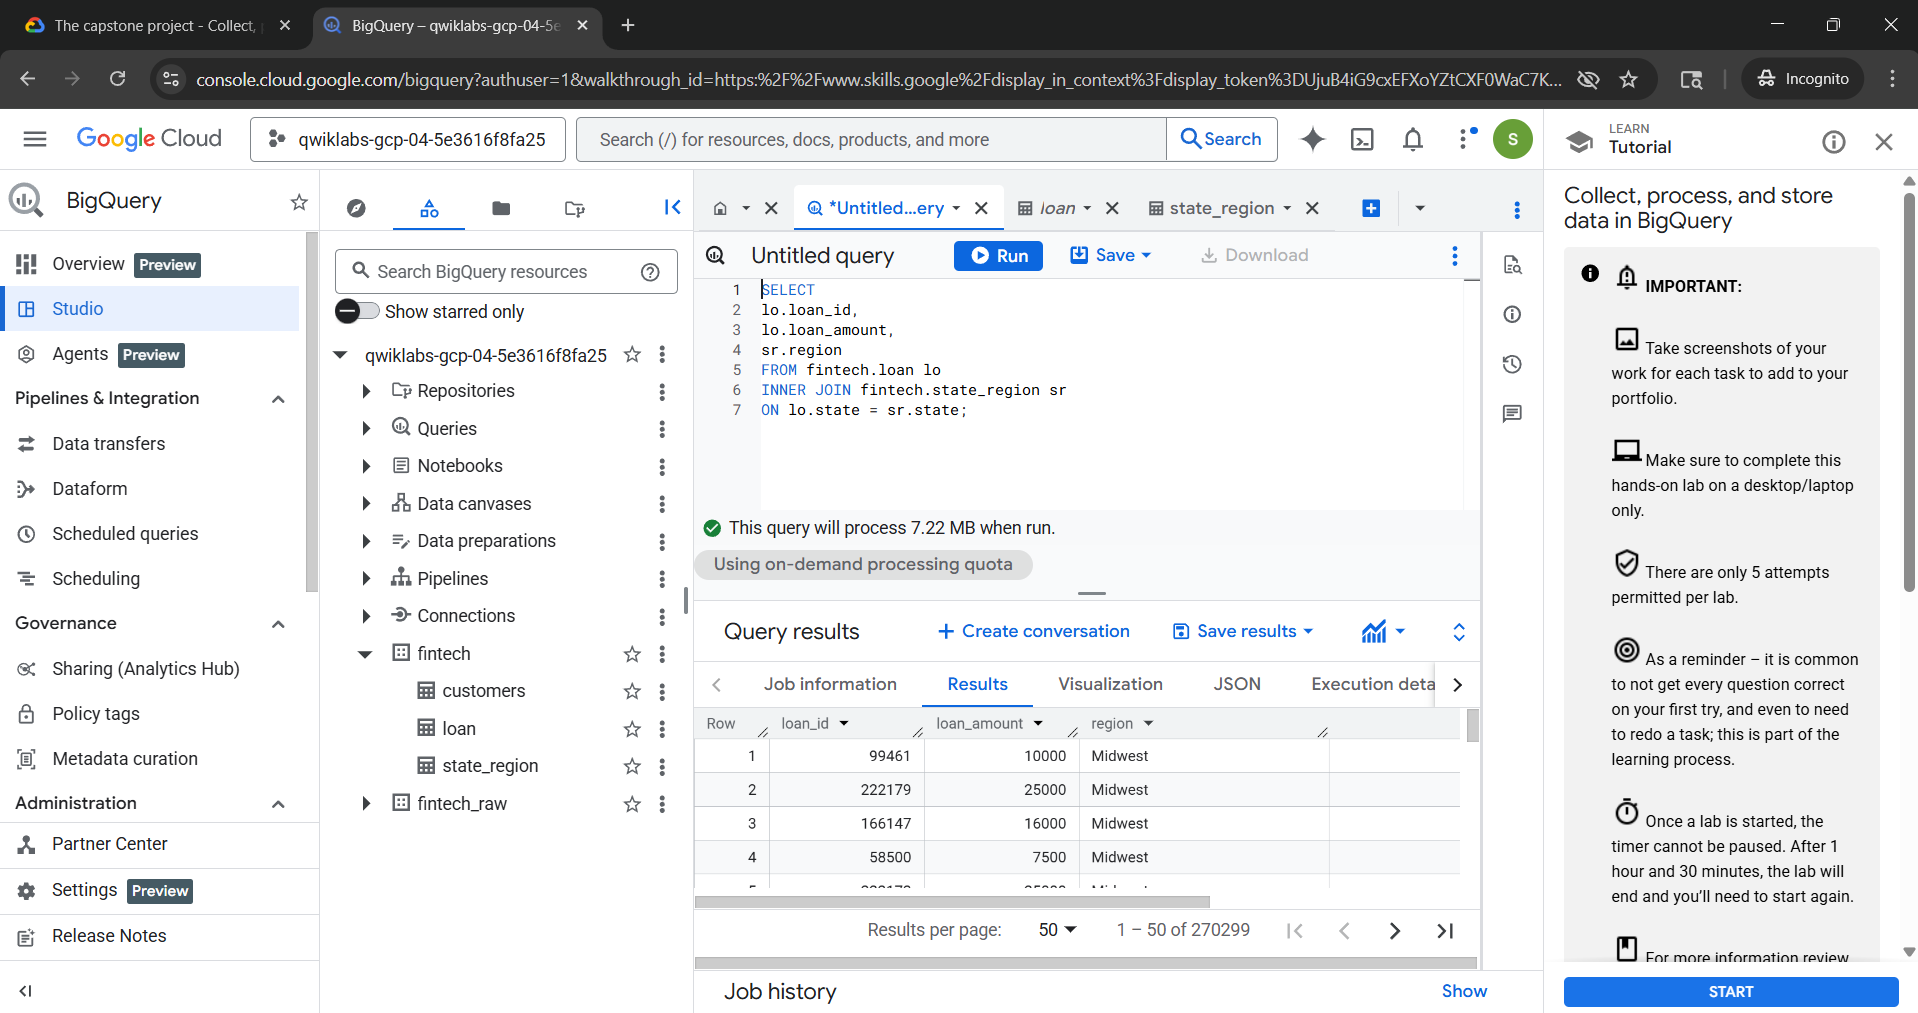 The capstone project - Collect,
BigQuery – qwiklabs-gcp-04-5e
console.cloud.google.com/bigquery?authuser=1&walkthrough_id=https:%2F%2Fwww.skills.google%2Fdisplay_in_context%3Fdisplay_token%3DUjuB4iG9cxEFXoYZtCXF0WaC7K...
Incognito
Google Cloud
qwiklabs-gcp-04-5e3616f8fa25
Search (/) for resources, docs, products, and more
Search
S
LEARN
Tutorial
BigQuery
Overview Preview
Studio
Agents Preview
Pipelines & Integration
Data transfers
Dataform
Scheduled queries
Scheduling
Governance
Sharing (Analytics Hub)
Policy tags
Metadata curation
Administration
Partner Center
Settings Preview
Release Notes
Search BigQuery resources
Show starred only
qwiklabs-gcp-04-5e3616f8fa25
Repositories
Queries
Notebooks
Data canvases
Data preparations
Pipelines
Connections
fintech
customers
loan
state_region
fintech_raw
*Untitled...ery
loan
state_region
Untitled query
Run
Save
Download
1 SELECT
2 lo.loan_id,
3 lo.loan_amount,
4 sr.region
5 FROM fintech.loan lo
6 INNER JOIN fintech.state_region sr
7 ON lo.state = sr.state;
This query will process 7.22 MB when run.
Using on-demand processing quota
Query results
Create conversation
Save results
Job information
Results
Visualization
JSON
Execution deta
Row loan_id loan_amount region
1 99461 10000 Midwest
2 222179 25000 Midwest
3 166147 16000 Midwest
4 58500 7500 Midwest
Results per page: 50 1 – 50 of 270299
Job history
Show
Collect, process, and store
data in BigQuery
IMPORTANT:
Take screenshots of your
work for each task to add to your
portfolio.
Make sure to complete this
hands-on lab on a desktop/laptop
only.
There are only 5 attempts
permitted per lab.
As a reminder – it is common
to not get every question correct
on your first try, and even to need
to redo a task; this is part of the
learning process.
Once a lab is started, the
timer cannot be paused. After 1
hour and 30 minutes, the lab will
end and you'll need to start again.
For more information review
START